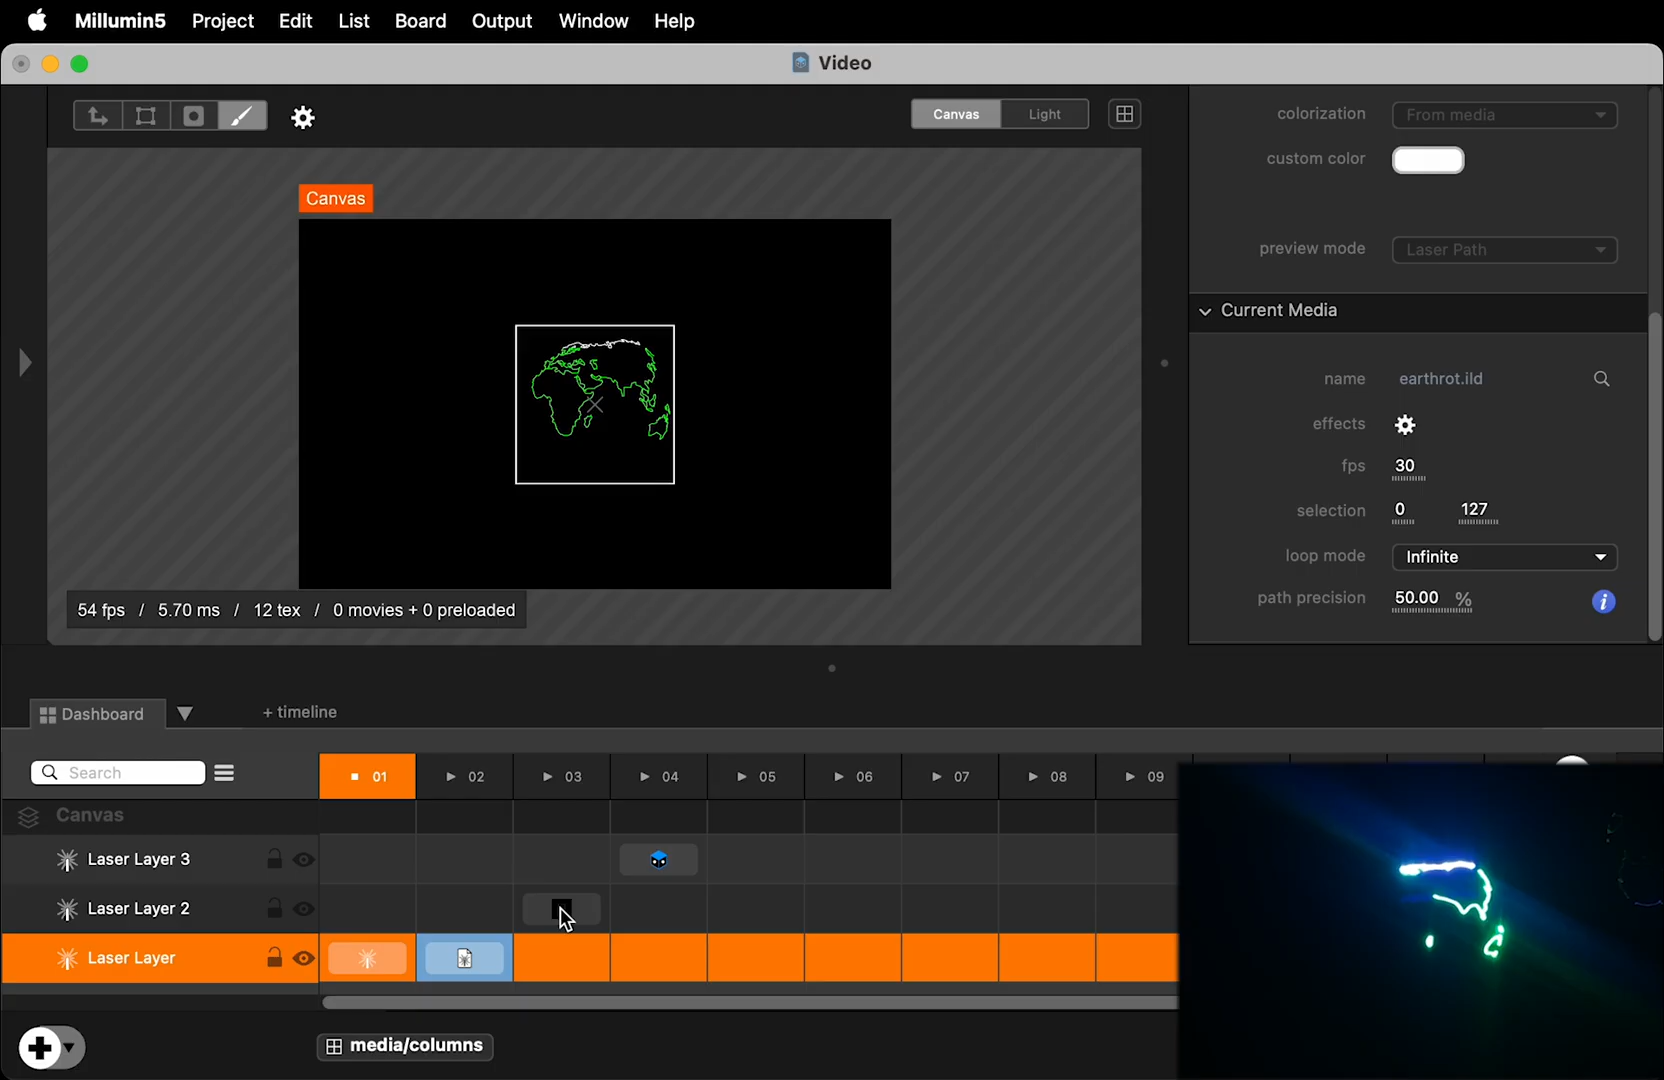 Millumin5 Project Edit List Board Output Window Help
Video
Canvas Light
colorization From media
custom color
Canvas
preview mode Laser Path
Current Media
name earthrot.ild
effects
fps 30
selection 0 127
loop mode Infinite
path precision 50.00 %
i
54 fps / 5.70 ms / 12 tex / 0 movies + 0 preloaded
Dashboard + timeline
Search 01 02 03 04 05 06 07 08 09
Canvas
Laser Layer 3
Laser Layer 2
Laser Layer
media/columns